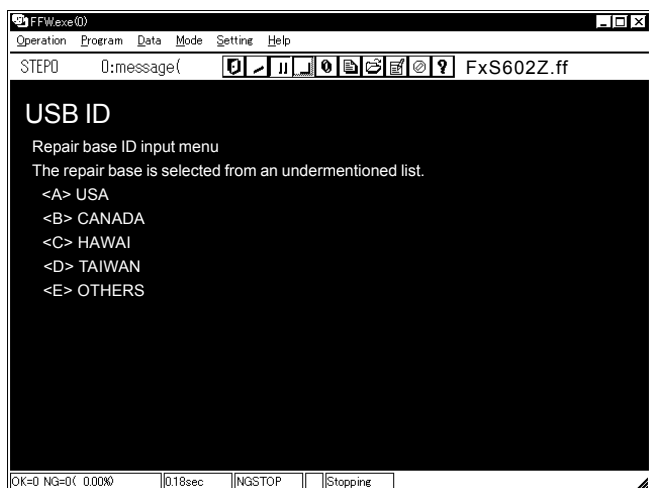 FFW.exe(0)
Operation Program Data Mode Setting Help
STEP0 0:message( FxS602Z.ff
USB ID
Repair base ID input menu
The repair base is selected from an undermentioned list.
<A> USA
<B> CANADA
<C> HAWAI
<D> TAIWAN
<E> OTHERS
OK=0 NG=0( 0.00%) 0.18sec NGSTOP Stopping